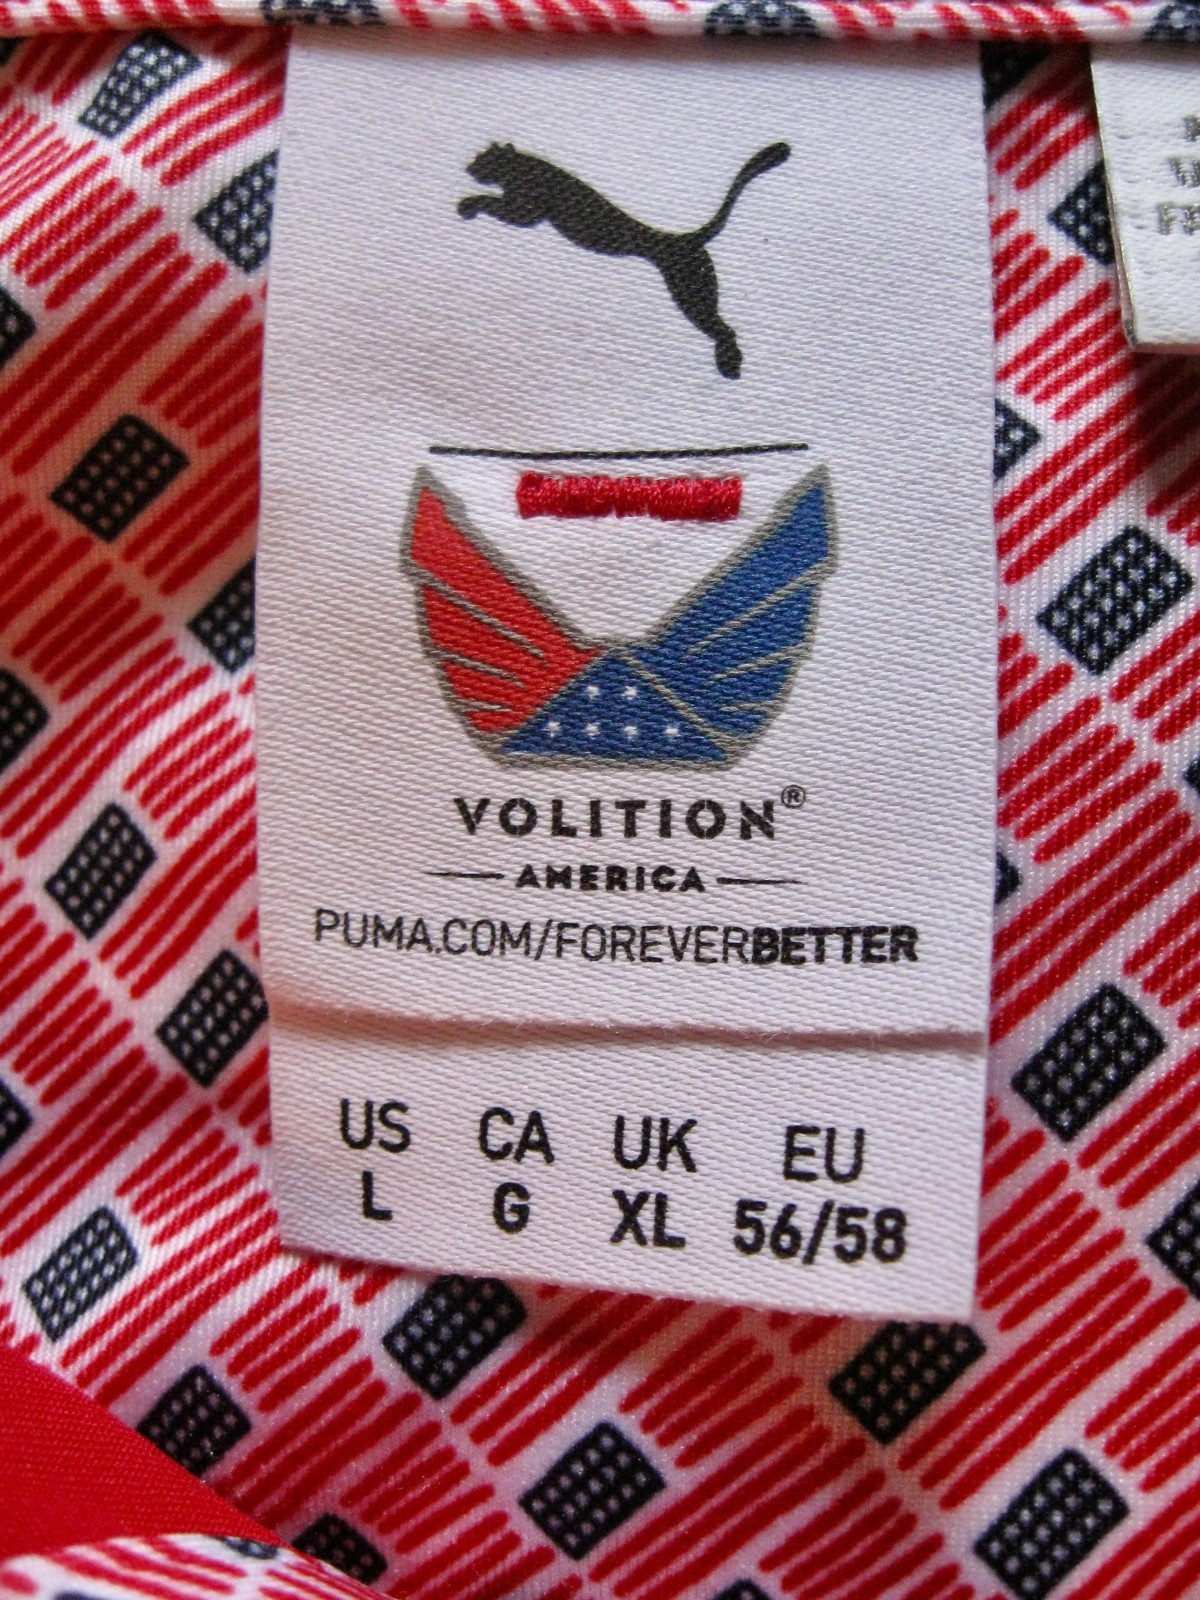 VOLITION®
AMERICA
PUMA.COM/FOREVERBETTER
US CA UK EU
L G XL 56/58